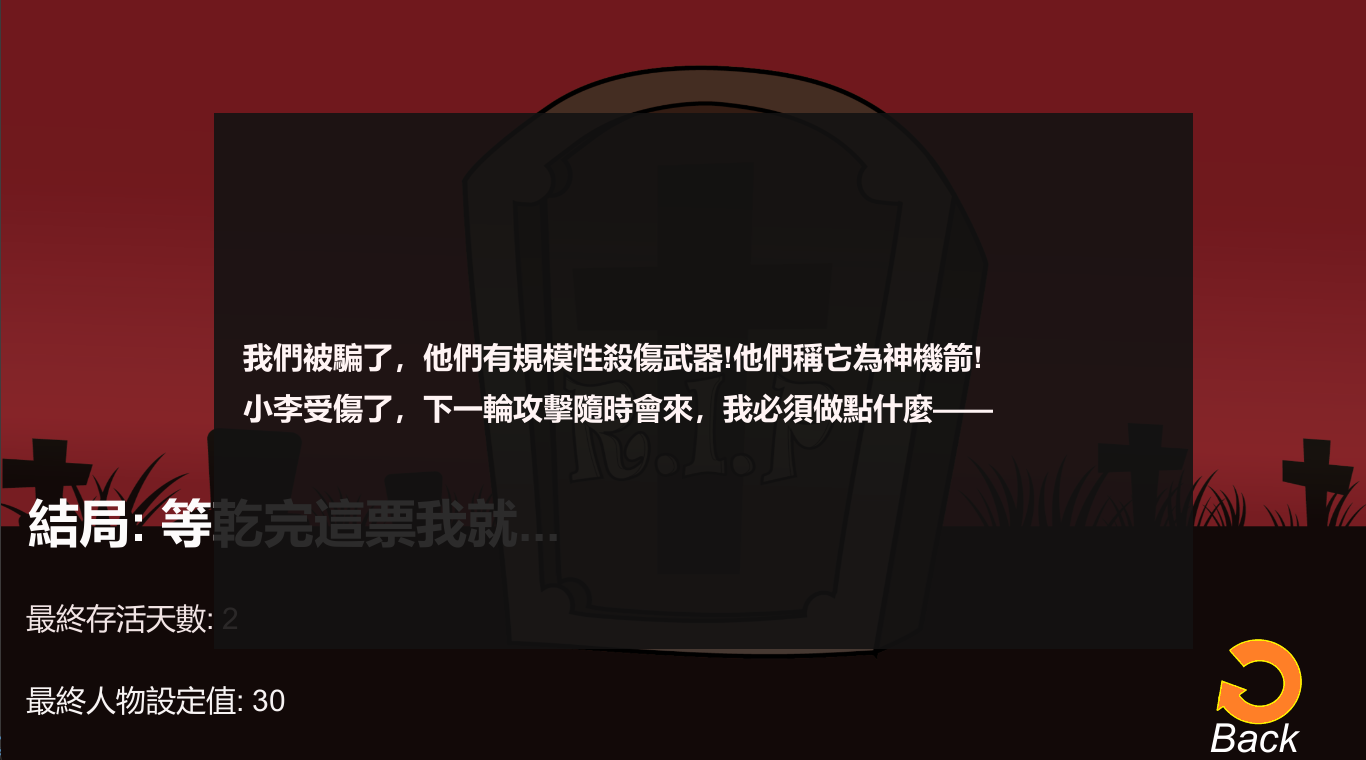 我們被騙了，他們有規模性殺傷武器!他們稱它為神機箭!
小李受傷了，下一輪攻擊隨時會來，我必須做點什麼——
R.I.P
結局: 等乾完這票我就...
最終存活天數: 2
最終人物設定值: 30
Back